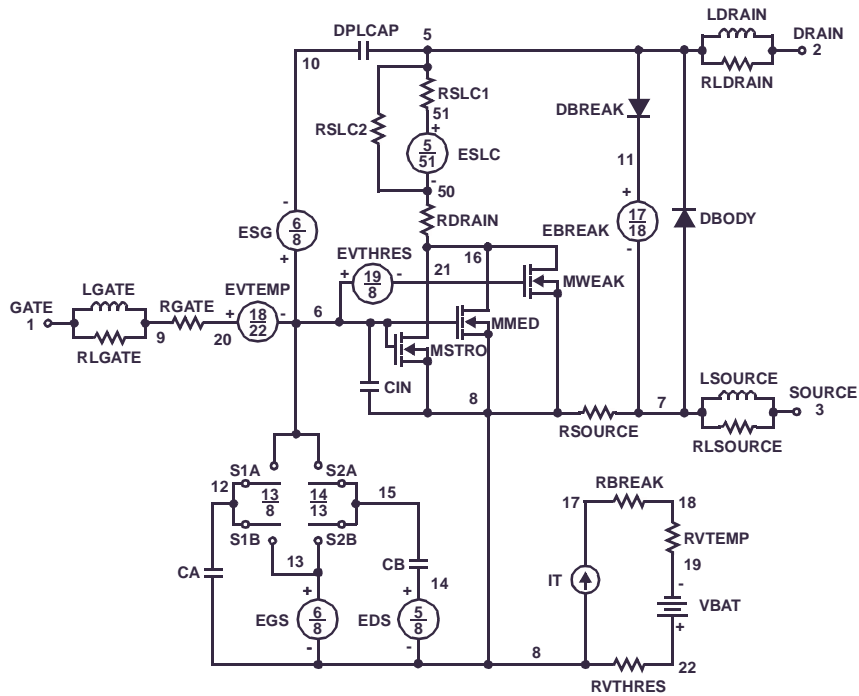 LDRAIN
DPLCAP 5 DRAIN
10 2
RLDRAIN
RSLC1
DBREAK
RSLC2 51
+
5
51
ESLC
11
-
50
- +
6
8
ESG
RDRAIN
17
18
EBREAK
DBODY
+ -
EVTHRES
16
21
+ 19
8 -
MWEAK
LGATE
EVTEMP
GATE
1
RGATE
+ 18
22 -
6
MMED
9
20
MSTRO
RLGATE
LSOURCE
CIN
8
7
SOURCE
3
RSOURCE
RLSOURCE
S1A S2A
12
13
8
14
13
15
RBREAK
17 18
S1B S2B
RVTEMP
13
CB
19
CA
14
IT
-
+ +
VBAT
EGS
6
8
EDS
5
8
+
- -
8
22
RVTHRES